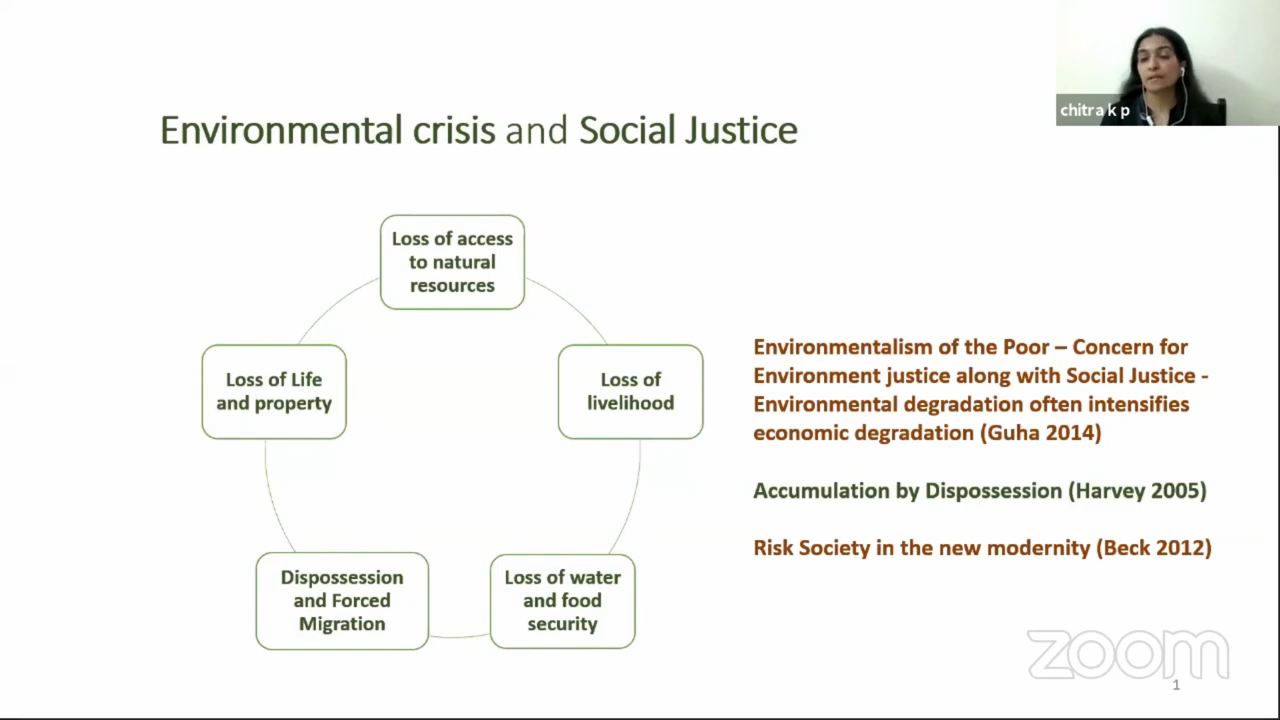 chitra k p
Environmental crisis and Social Justice
Loss of access
to natural
resources
Loss of Life
and property
Loss of
livelihood
Dispossession
and Forced
Migration
Loss of water
and food
security
Environmentalism of the Poor – Concern for
Environment justice along with Social Justice -
Environmental degradation often intensifies
economic degradation (Guha 2014)
Accumulation by Dispossession (Harvey 2005)
Risk Society in the new modernity (Beck 2012)
zoom
1